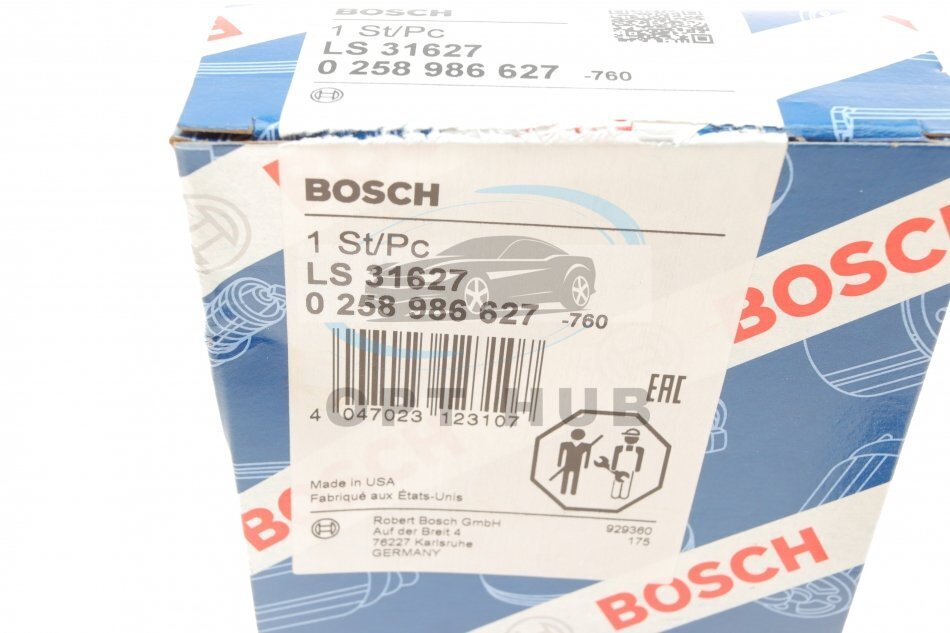 BOSCH
1 St/Pc
LS 31627
0 258 986 627 -760
BOSCH
1 St/Pc
LS 31627
0 258 986 627 -760
OPT HUB
4 047023 123107
EAC
Made in USA
Fabriqué aux États-Unis
Robert Bosch GmbH
Auf der Breit 4
76227 Karlsruhe
GERMANY
929360
175
BOSCH
BOSCH
BOSCH